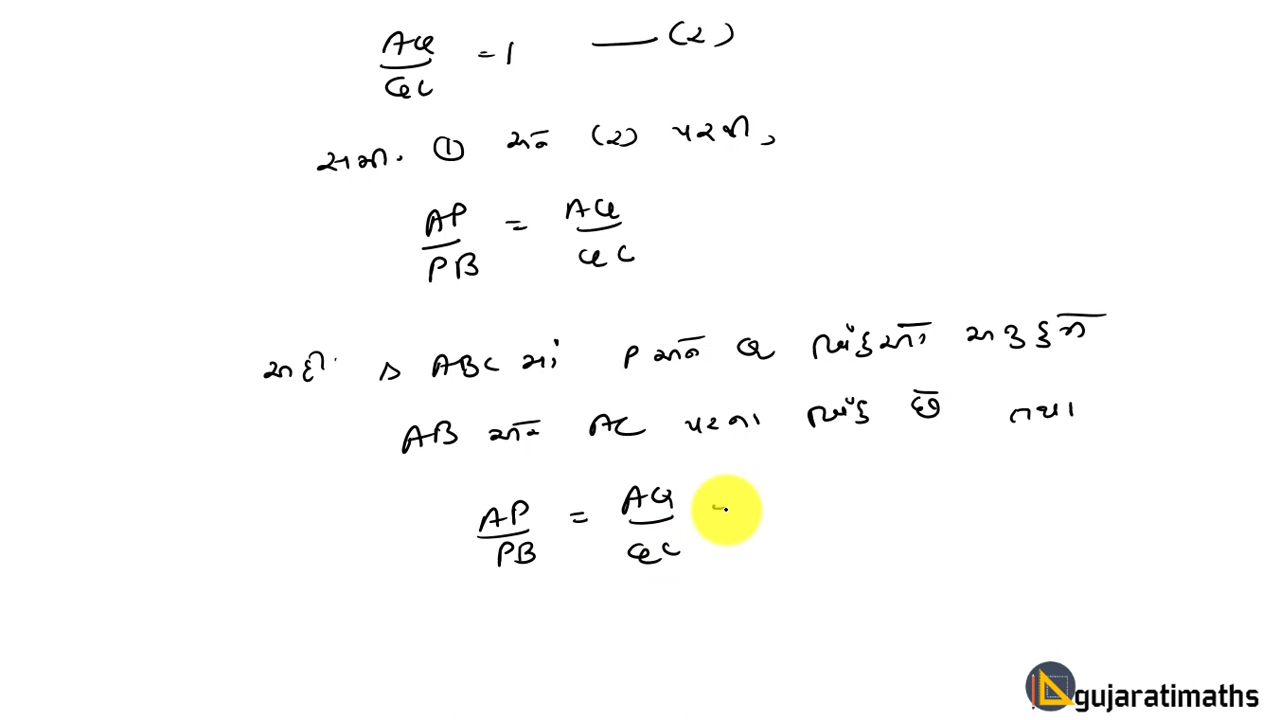 AQ/QC = 1 —— (2)
સમી. ① અને (2) પરથી,
AP/PB = AQ/QC
અહીં △ ABC માં P અને Q બિંદુઓ અનુક્રમે
AB અને AC પરના બિંદુ છે તથા
AP/PB = AQ/QC
gujaratimaths